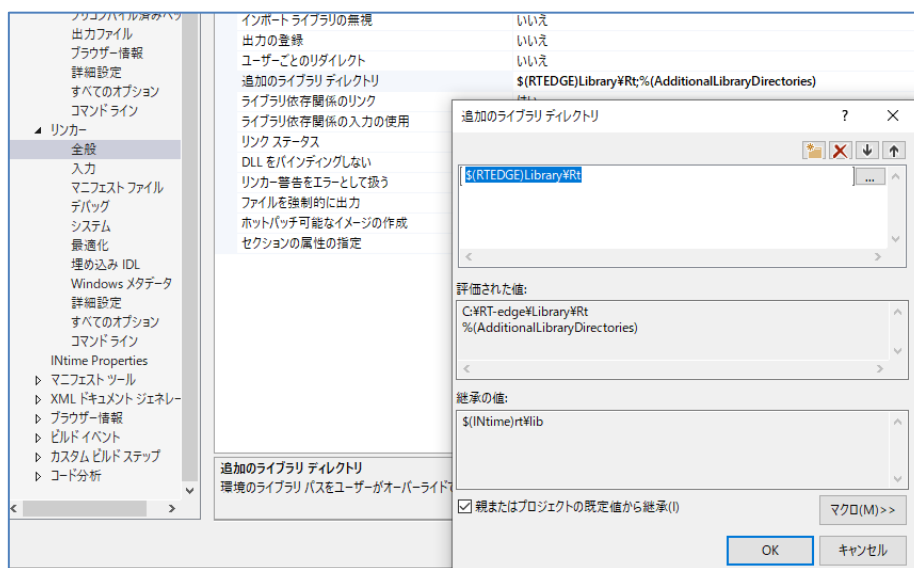 プリコンパイル済みヘッ
出力ファイル
ブラウザー情報
詳細設定
すべてのオプション
コマンド ライン
リンカー
全般
入力
マニフェスト ファイル
デバッグ
システム
最適化
埋め込み IDL
Windows メタデータ
詳細設定
すべてのオプション
コマンド ライン
INtime Properties
マニフェスト ツール
XML ドキュメント ジェネレー
ブラウザー情報
ビルド イベント
カスタム ビルド ステップ
コード分析
インポート ライブラリの無視 いいえ
出力の登録 いいえ
ユーザーごとのリダイレクト いいえ
追加のライブラリ ディレクトリ $(RTEDGE)Library¥Rt;%(AdditionalLibraryDirectories)
ライブラリ依存関係のリンク はい
ライブラリ依存関係の入力の使用
リンク ステータス
DLL をバインディングしない
リンカー警告をエラーとして扱う
ファイルを強制的に出力
ホットパッチ可能なイメージの作成
セクションの属性の指定
追加のライブラリ ディレクトリ
環境のライブラリ パスをユーザーがオーバーライドで
追加のライブラリ ディレクトリ ? ×
$(RTEDGE)Library¥Rt ...
評価された値:
C:¥RT-edge¥Library¥Rt
%(AdditionalLibraryDirectories)
継承の値:
$(INtime)rt¥lib
親またはプロジェクトの既定値から継承(I)
マクロ(M)>>
OK キャンセル